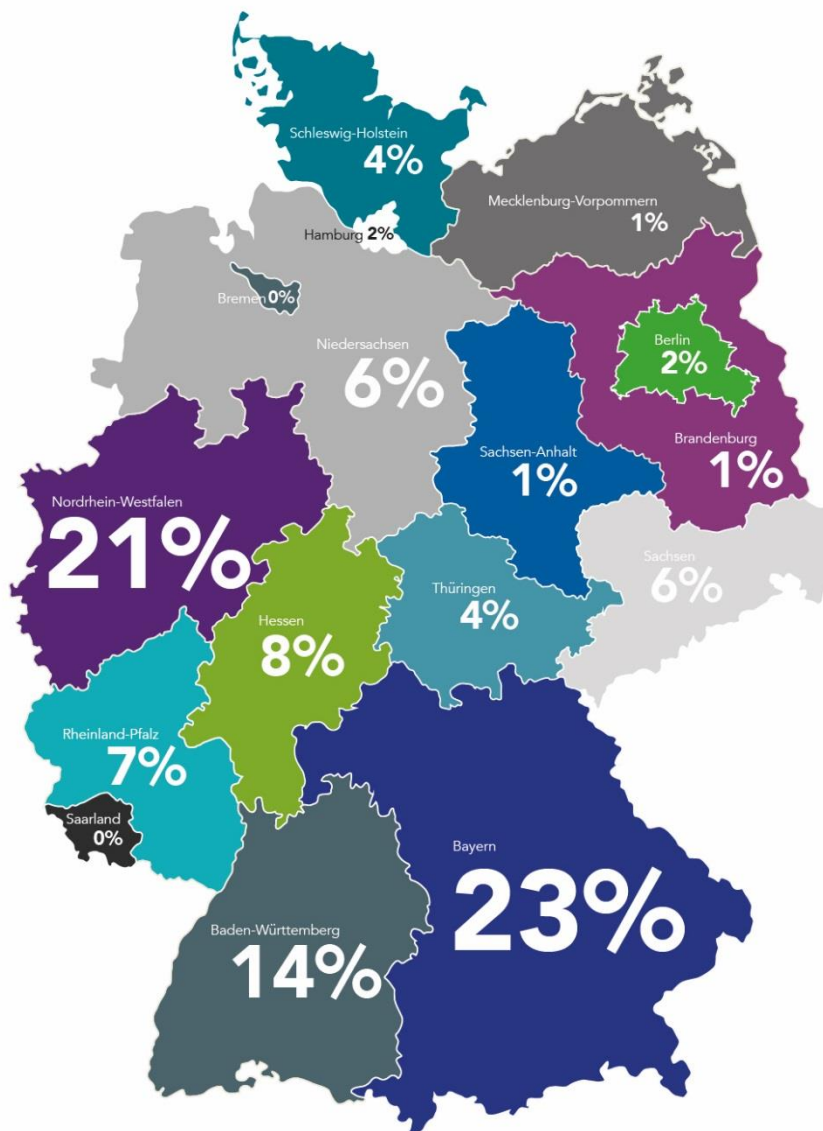 Schleswig-Holstein
4%
Mecklenburg-Vorpommern
1%
Hamburg 2%
Bremen 0%
Niedersachsen
6%
Berlin
2%
Brandenburg
1%
Sachsen-Anhalt
1%
Nordrhein-Westfalen
21%
Sachsen
6%
Thüringen
4%
Hessen
8%
Rheinland-Pfalz
7%
Saarland
0%
Bayern
23%
Baden-Württemberg
14%